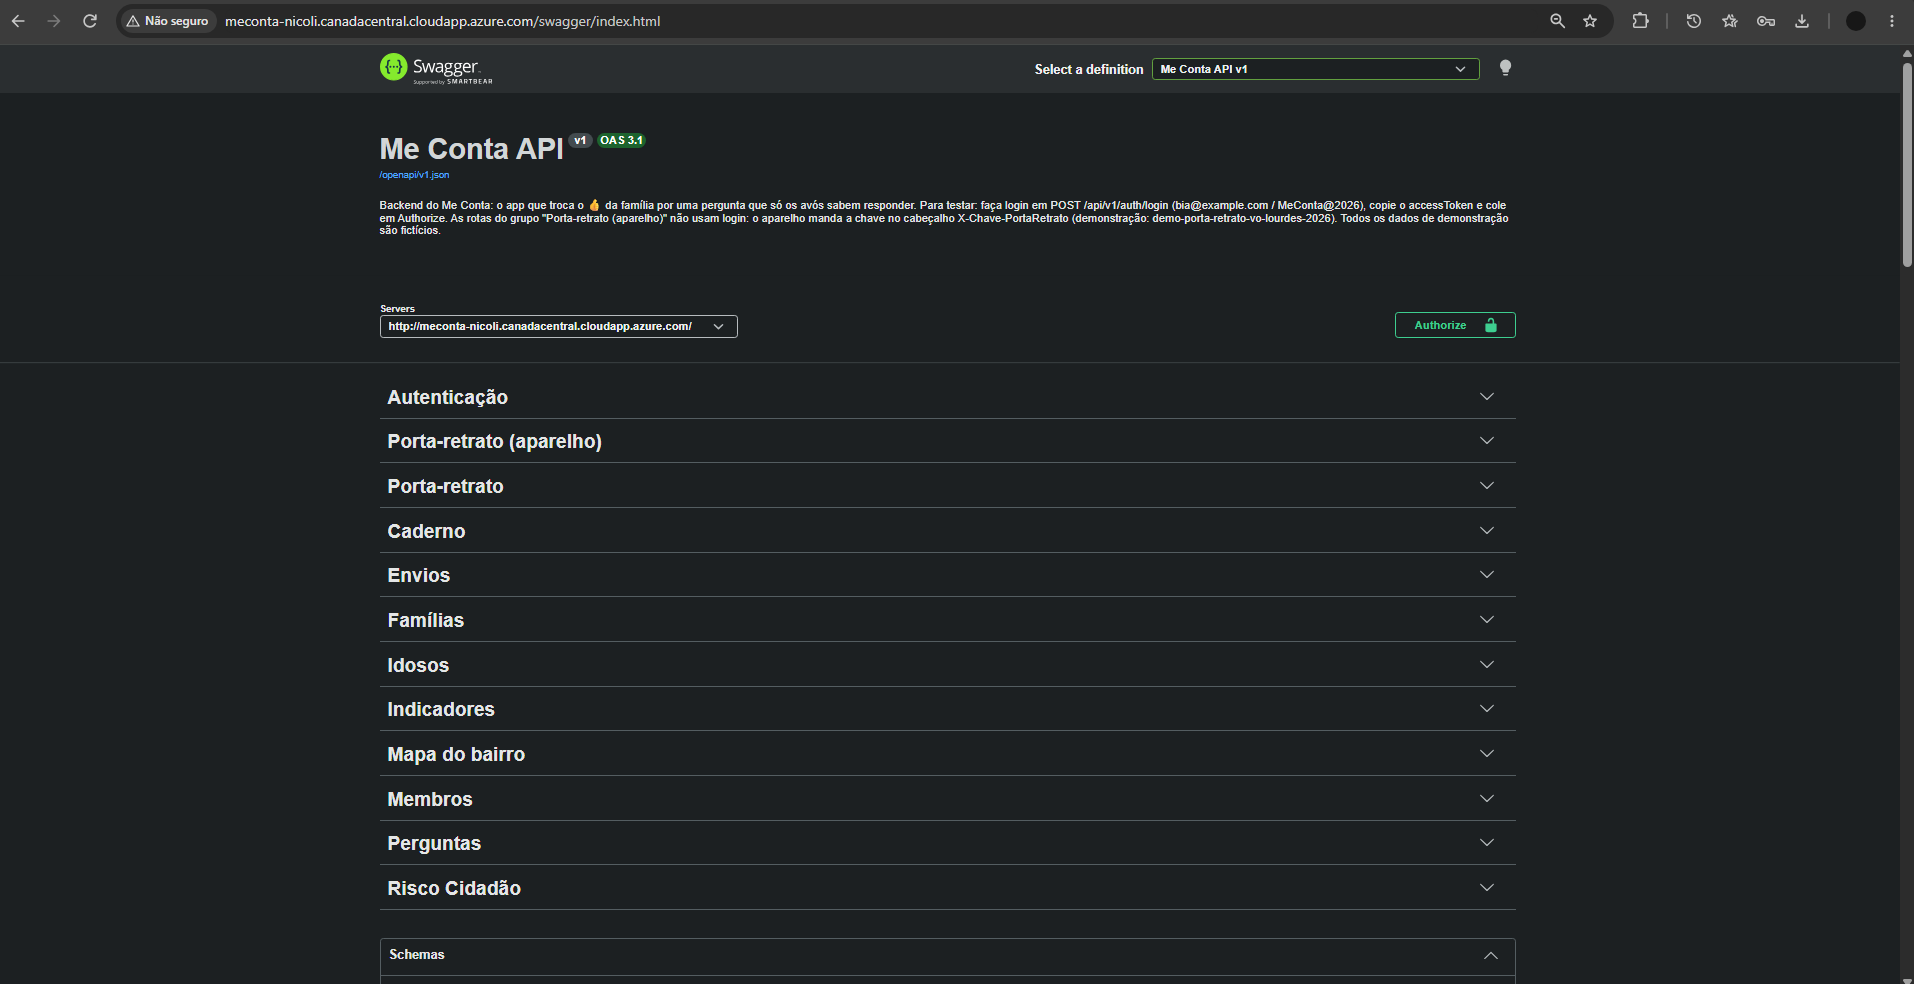 Não seguro
meconta-nicoli.canadacentral.cloudapp.azure.com/swagger/index.html
Swagger
Supported by SMARTBEAR
Select a definition
Me Conta API v1
Me Conta API v1 OAS 3.1
/openapi/v1.json
Backend do Me Conta: o app que troca o 👍 da família por uma pergunta que só os avós sabem responder. Para testar: faça login em POST /api/v1/auth/login (bia@example.com / MeConta@2026), copie o accessToken e cole
em Authorize. As rotas do grupo "Porta-retrato (aparelho)" não usam login: o aparelho manda a chave no cabeçalho X-Chave-PortaRetrato (demonstração: demo-porta-retrato-vo-lourdes-2026). Todos os dados de demonstração
são fictícios.
Servers
http://meconta-nicoli.canadacentral.cloudapp.azure.com/
Authorize
Autenticação
Porta-retrato (aparelho)
Porta-retrato
Caderno
Envios
Famílias
Idosos
Indicadores
Mapa do bairro
Membros
Perguntas
Risco Cidadão
Schemas